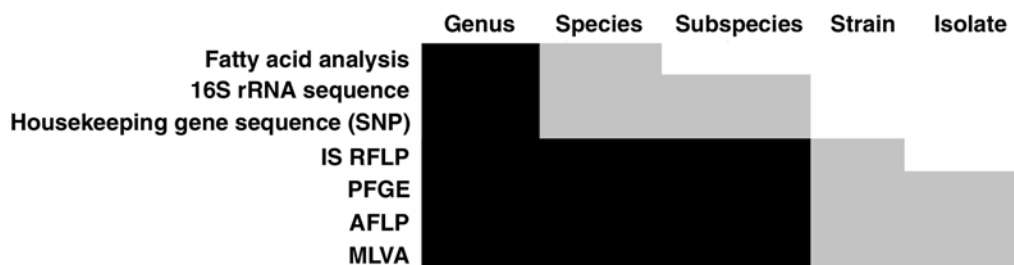 Genus Species Subspecies Strain Isolate
Fatty acid analysis
16S rRNA sequence
Housekeeping gene sequence (SNP)
IS RFLP
PFGE
AFLP
MLVA